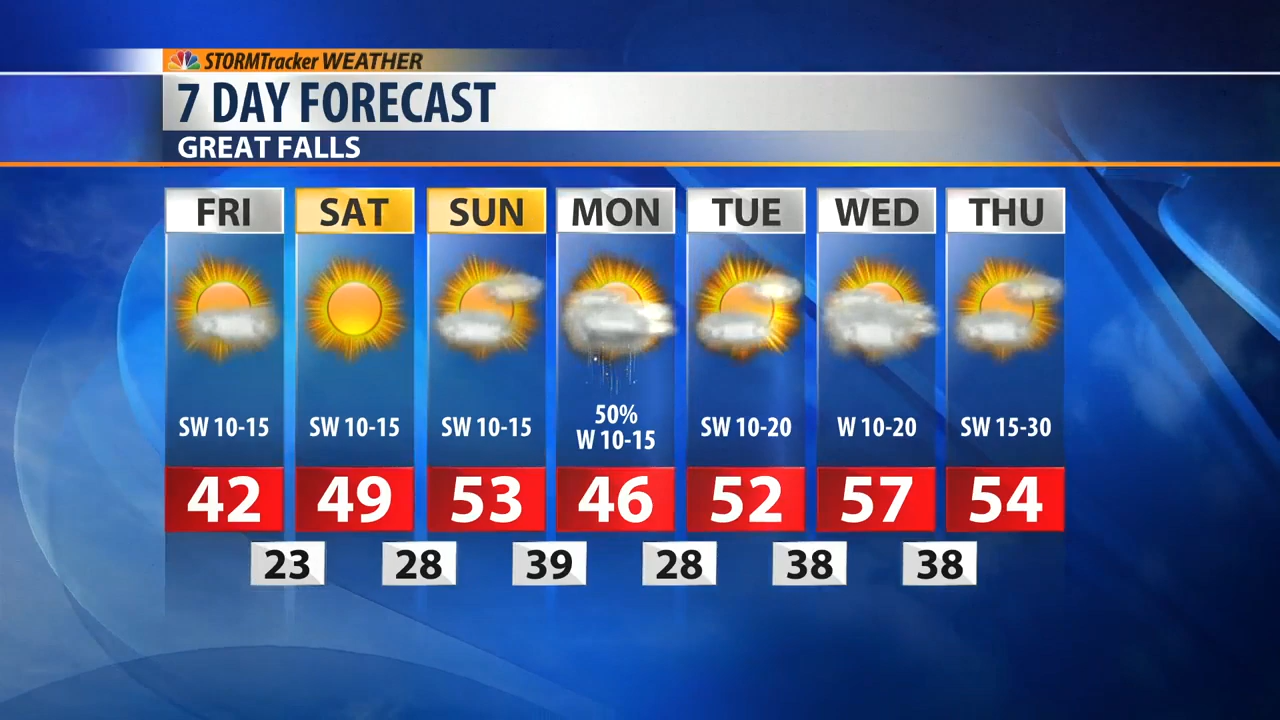 STORMTracker WEATHER
7 DAY FORECAST
GREAT FALLS
FRI SAT SUN MON TUE WED THU
50%
SW 10-15 SW 10-15 SW 10-15 W 10-15 SW 10-20 W 10-20 SW 15-30
42 49 53 46 52 57 54
23 28 39 28 38 38